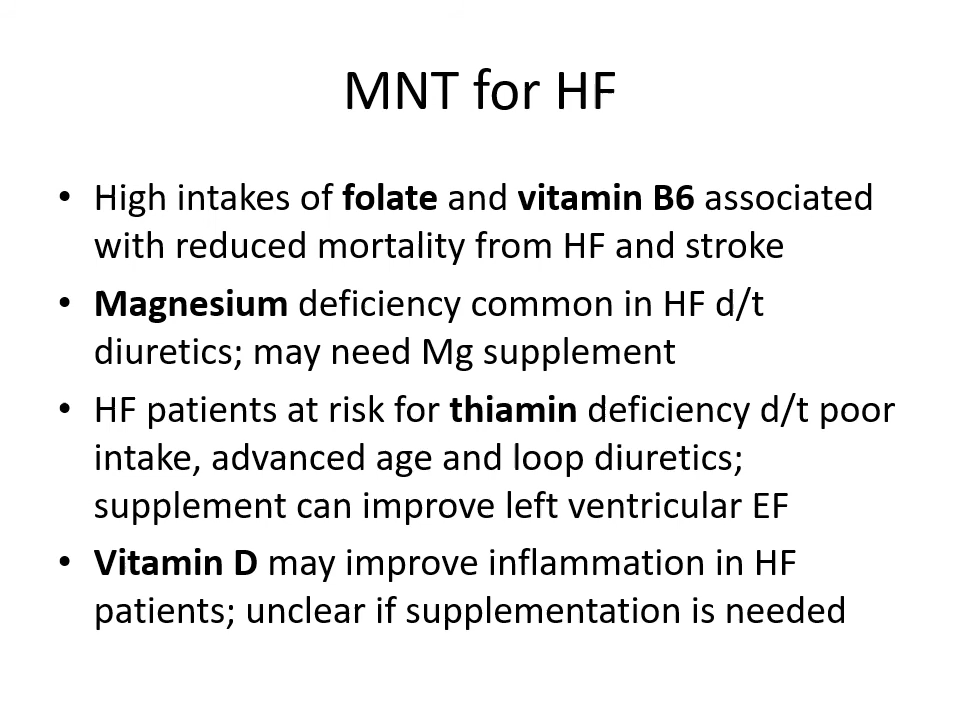 MNT for HF
• High intakes of folate and vitamin B6 associated
with reduced mortality from HF and stroke
• Magnesium deficiency common in HF d/t
diuretics; may need Mg supplement
• HF patients at risk for thiamin deficiency d/t poor
intake, advanced age and loop diuretics;
supplement can improve left ventricular EF
• Vitamin D may improve inflammation in HF
patients; unclear if supplementation is needed